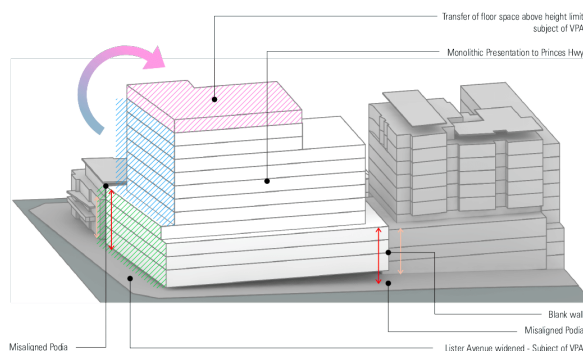 Transfer of floor space above height limit
subject of VPA
Monolithic Presentation to Princes Hwy
Blank wall
Misaligned Podia
Misaligned Podia
Lister Avenue widened - Subject of VPA